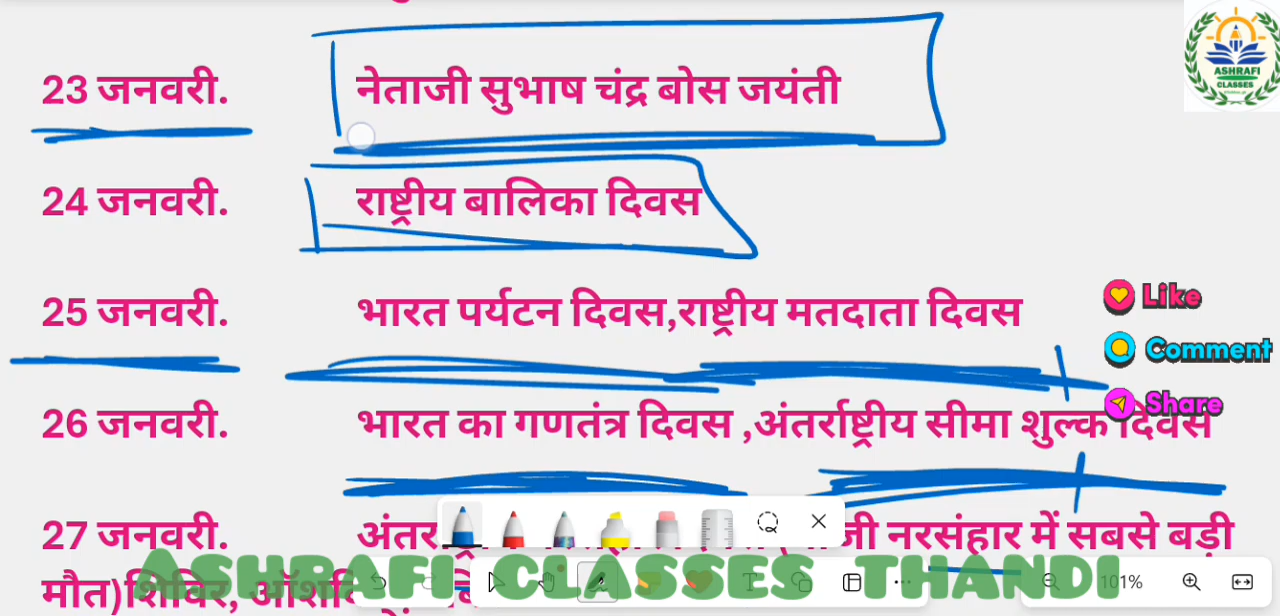 23 जनवरी. नेताजी सुभाष चंद्र बोस जयंती
ASHRAFI
CLASSES
24 जनवरी. राष्ट्रीय बालिका दिवस
25 जनवरी. भारत पर्यटन दिवस,राष्ट्रीय मतदाता दिवस
Like
Comment
Share
26 जनवरी. भारत का गणतंत्र दिवस ,अंतर्राष्ट्रीय सीमा शुल्क दिवस
27 जनवरी. नरसंहार में सबसे बड़ी
मौत)शिविर,
ASHRAFI CLASSES THANDI
101%